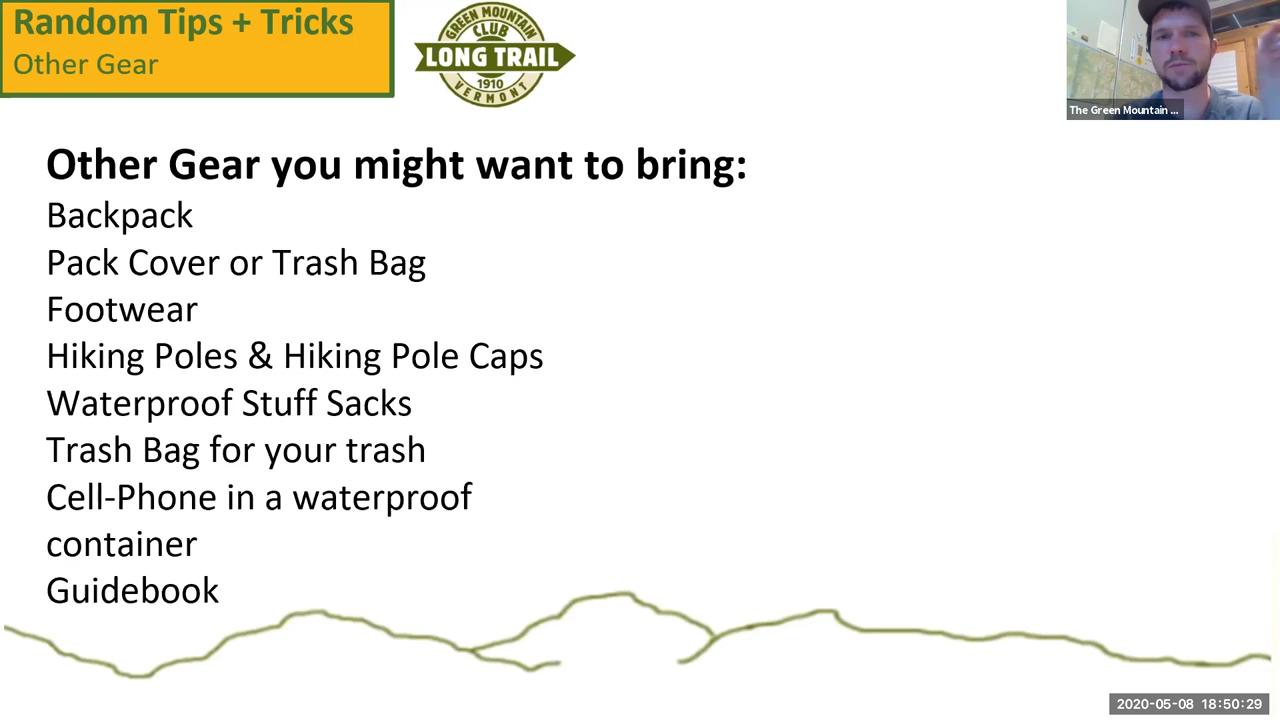 Random Tips + Tricks
Other Gear
GREEN MOUNTAIN
CLUB
LONG TRAIL
1910
VERMONT
The Green Mountain ...
Other Gear you might want to bring:
Backpack
Pack Cover or Trash Bag
Footwear
Hiking Poles & Hiking Pole Caps
Waterproof Stuff Sacks
Trash Bag for your trash
Cell-Phone in a waterproof
container
Guidebook
2020-05-08 18:50:29